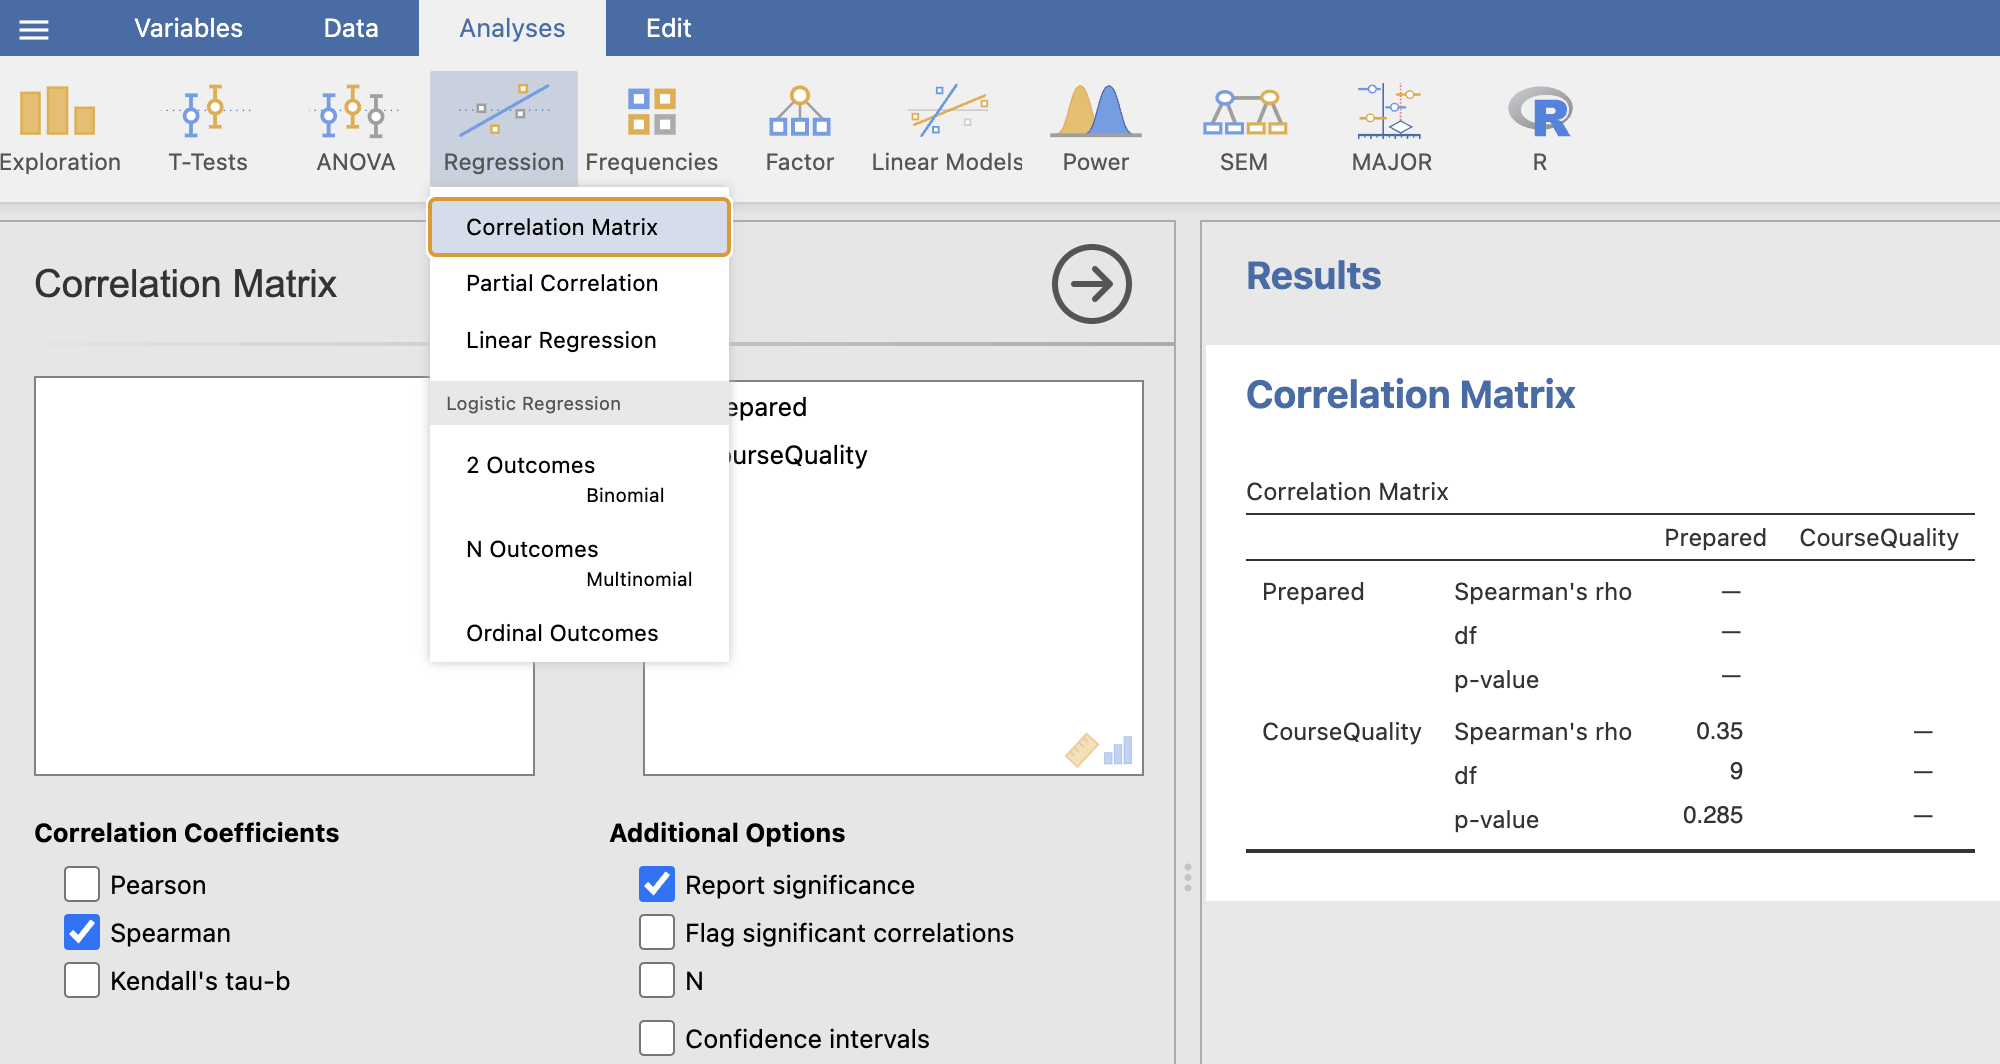 Variables Data Analyses Edit
Exploration T-Tests ANOVA Regression Frequencies Factor Linear Models Power SEM MAJOR R
Correlation Matrix
Partial Correlation
Linear Regression
Logistic Regression
2 Outcomes
Binomial
N Outcomes
Multinomial
Ordinal Outcomes
Correlation Matrix
epared
urseQuality
Correlation Coefficients
Pearson
Spearman
Kendall's tau-b
Additional Options
Report significance
Flag significant correlations
N
Confidence intervals
Results
Correlation Matrix
Correlation Matrix
Prepared CourseQuality
Prepared Spearman's rho —
df —
p-value —
CourseQuality Spearman's rho 0.35 —
df 9 —
p-value 0.285 —